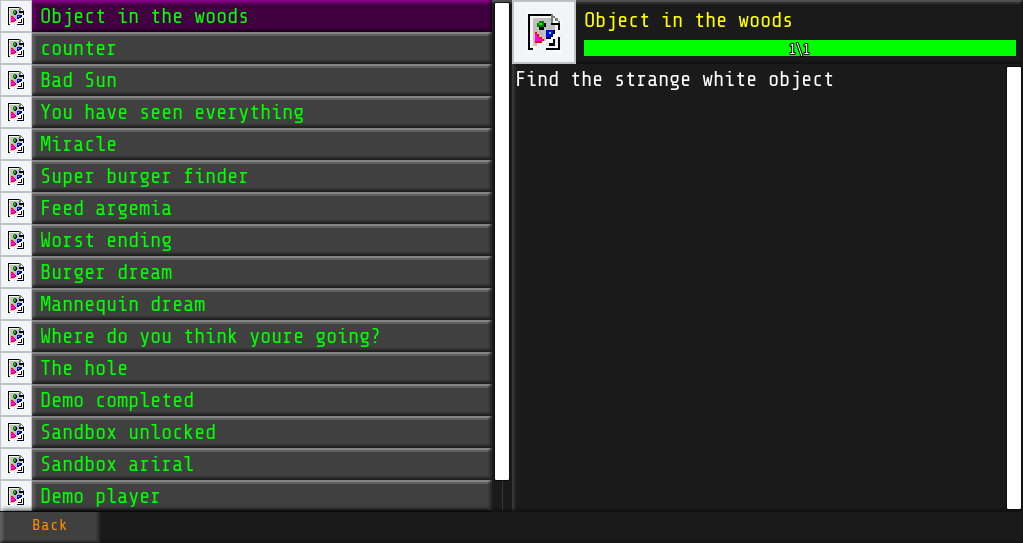 Object in the woods
counter
Bad Sun
You have seen everything
Miracle
Super burger finder
Feed argemia
Worst ending
Burger dream
Mannequin dream
Where do you think youre going?
The hole
Demo completed
Sandbox unlocked
Sandbox ariral
Demo player
Back
Object in the woods
1\1
Find the strange white object